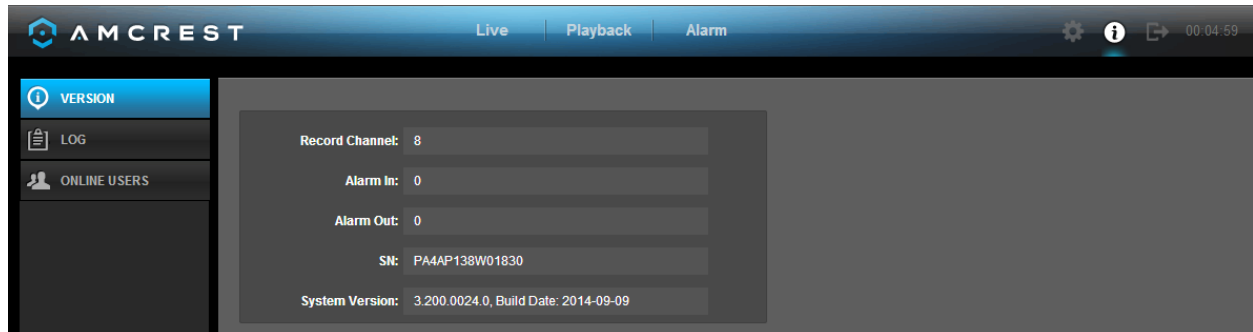 AMCREST Live Playback Alarm 00:04:59
VERSION
LOG
ONLINE USERS
Record Channel: 8
Alarm In: 0
Alarm Out: 0
SN: PA4AP138W01830
System Version: 3.200.0024.0, Build Date: 2014-09-09